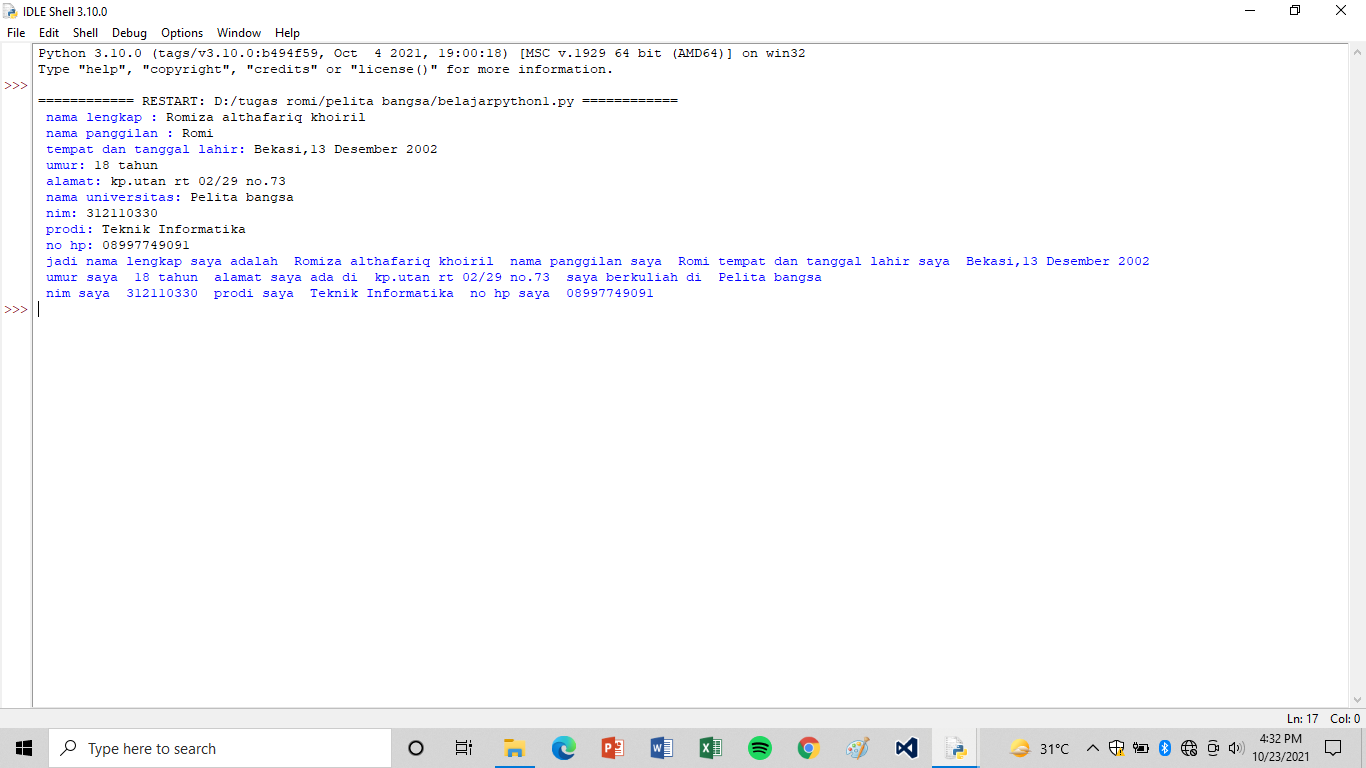 IDLE Shell 3.10.0
File Edit Shell Debug Options Window Help
Python 3.10.0 (tags/v3.10.0:b494f59, Oct  4 2021, 19:00:18) [MSC v.1929 64 bit (AMD64)] on win32
Type "help", "copyright", "credits" or "license()" for more information.
>>>
============ RESTART: D:/tugas romi/pelita bangsa/belajarpython1.py ============
nama lengkap : Romiza althafariq khoiril
nama panggilan : Romi
tempat dan tanggal lahir: Bekasi,13 Desember 2002
umur: 18 tahun
alamat: kp.utan rt 02/29 no.73
nama universitas: Pelita bangsa
nim: 312110330
prodi: Teknik Informatika
no hp: 08997749091
jadi nama lengkap saya adalah  Romiza althafariq khoiril  nama panggilan saya  Romi tempat dan tanggal lahir saya  Bekasi,13 Desember 2002
umur saya  18 tahun  alamat saya ada di  kp.utan rt 02/29 no.73  saya berkuliah di  Pelita bangsa
nim saya  312110330  prodi saya  Teknik Informatika  no hp saya  08997749091
>>>
Ln: 17 Col: 0
Type here to search
31°C
4:32 PM
10/23/2021